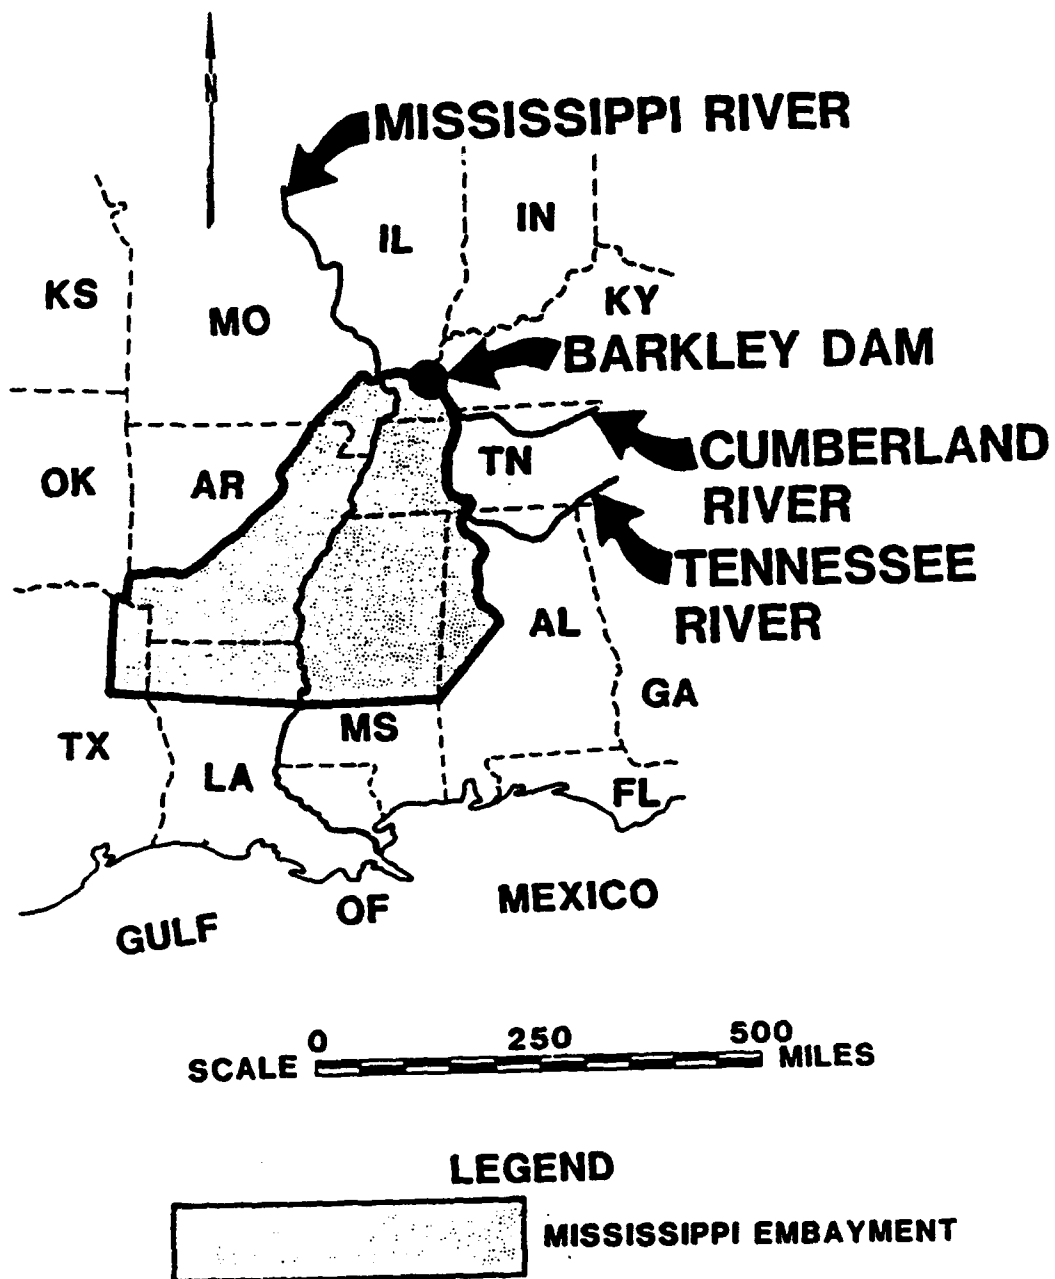 N
MISSISSIPPI RIVER
IL
IN
KS
MO
KY
BARKLEY DAM
OK
AR
TN
CUMBERLAND
RIVER
TENNESSEE
RIVER
AL
GA
TX
MS
LA
FL
GULF
OF
MEXICO
0 250 500
SCALE MILES
LEGEND
MISSISSIPPI EMBAYMENT